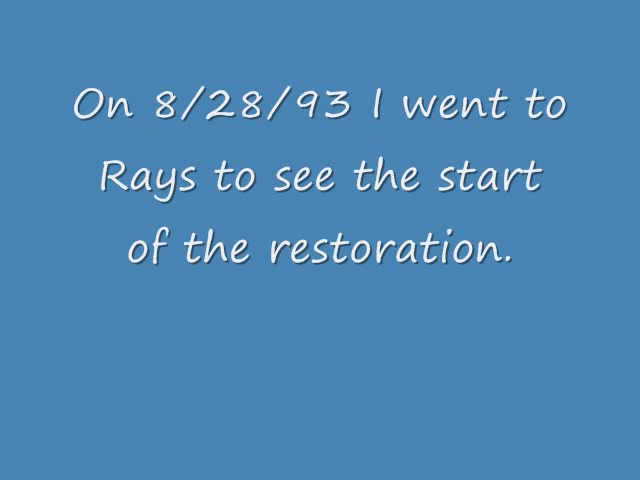 On 8/28/93 I went to
Rays to see the start
of the restoration.